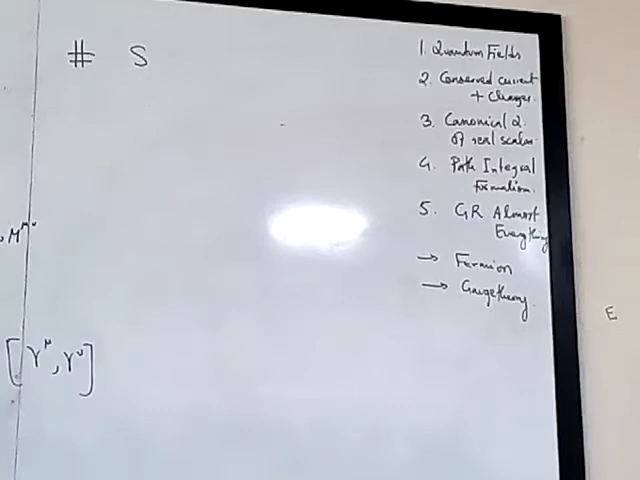 # S
1. Quantum Fields
2. Conserved current
+ Charges.
3. Canonical Q.
of real scalar
4. Path Integral
Formalism.
5. GR Almost
Everything
→ Fermion
→ Gauge theory.
M^μν
[γ^μ, γ^ν]
E